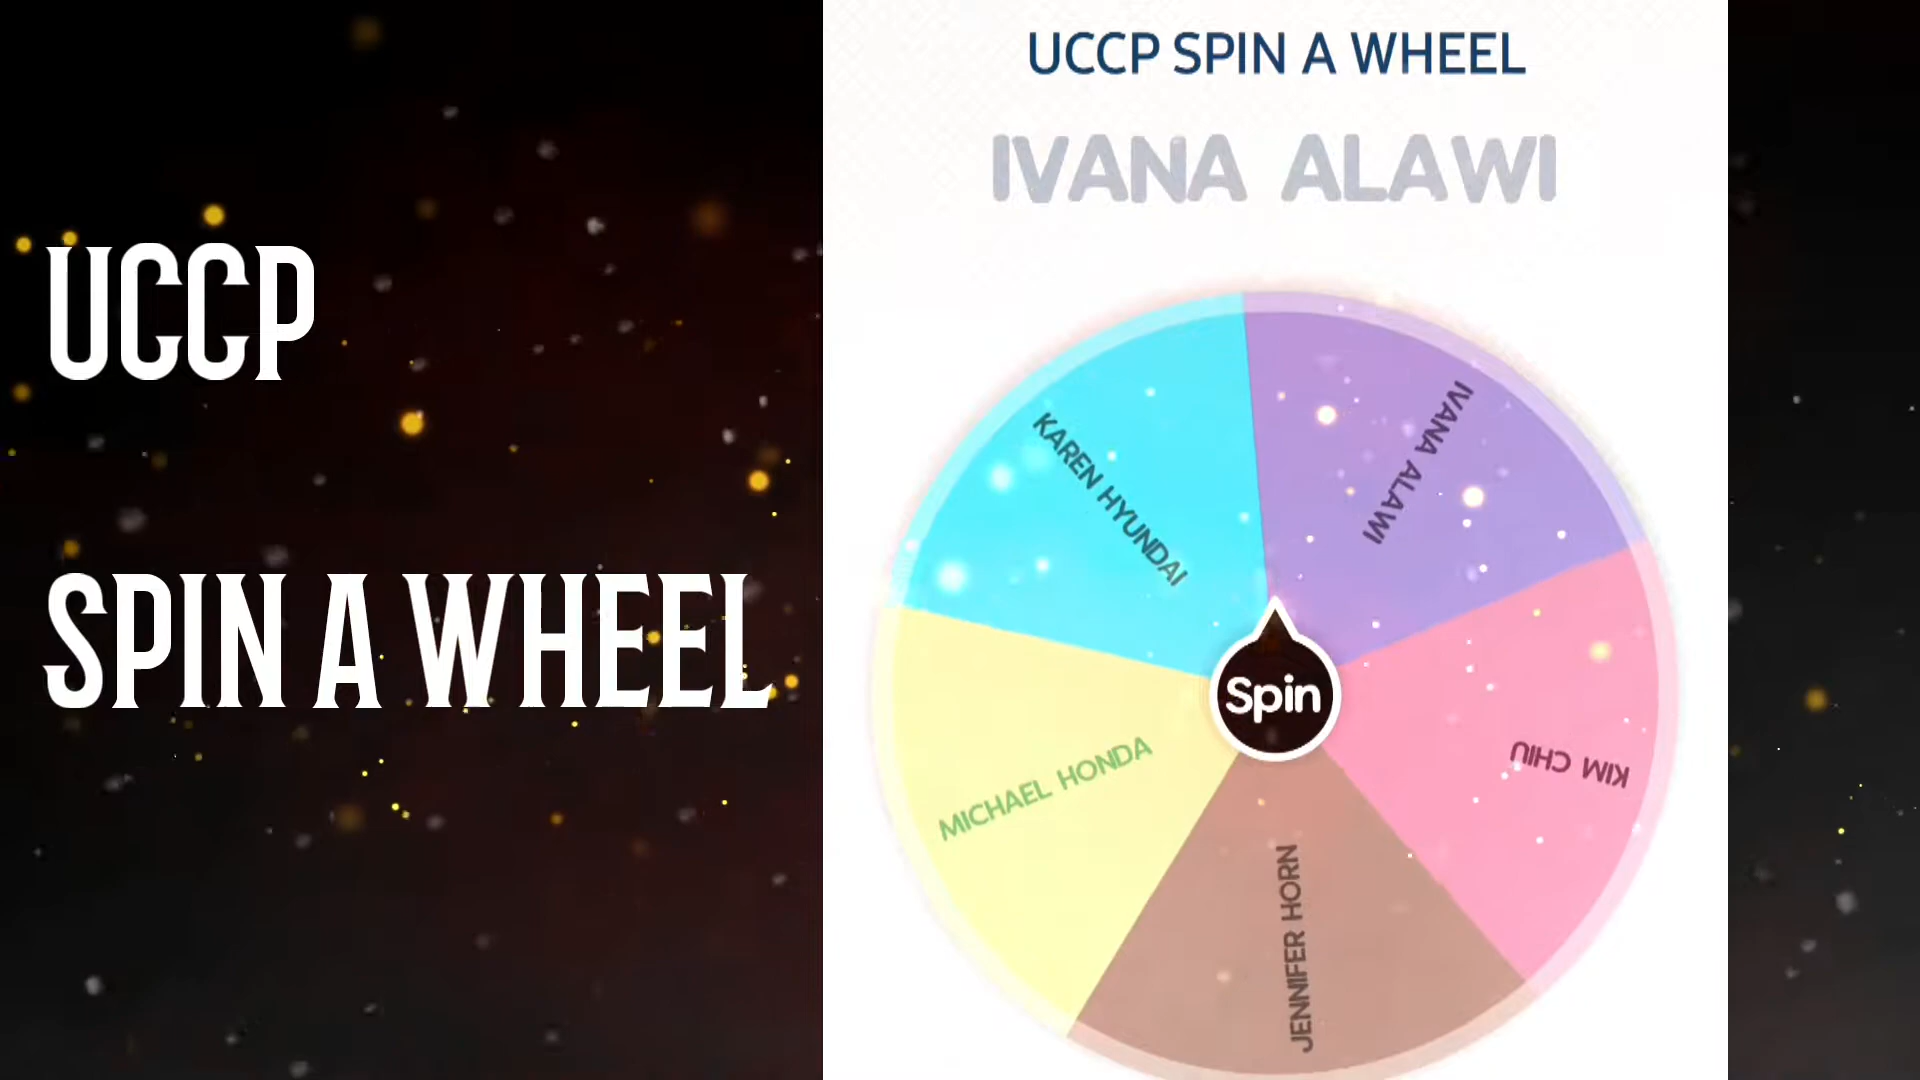 UCCP
SPIN A WHEEL
UCCP SPIN A WHEEL
IVANA ALAWI
KAREN HYUNDAI
IVANA ALAWI
KIM CHIU
JENNIFER HORN
MICHAEL HONDA
Spin